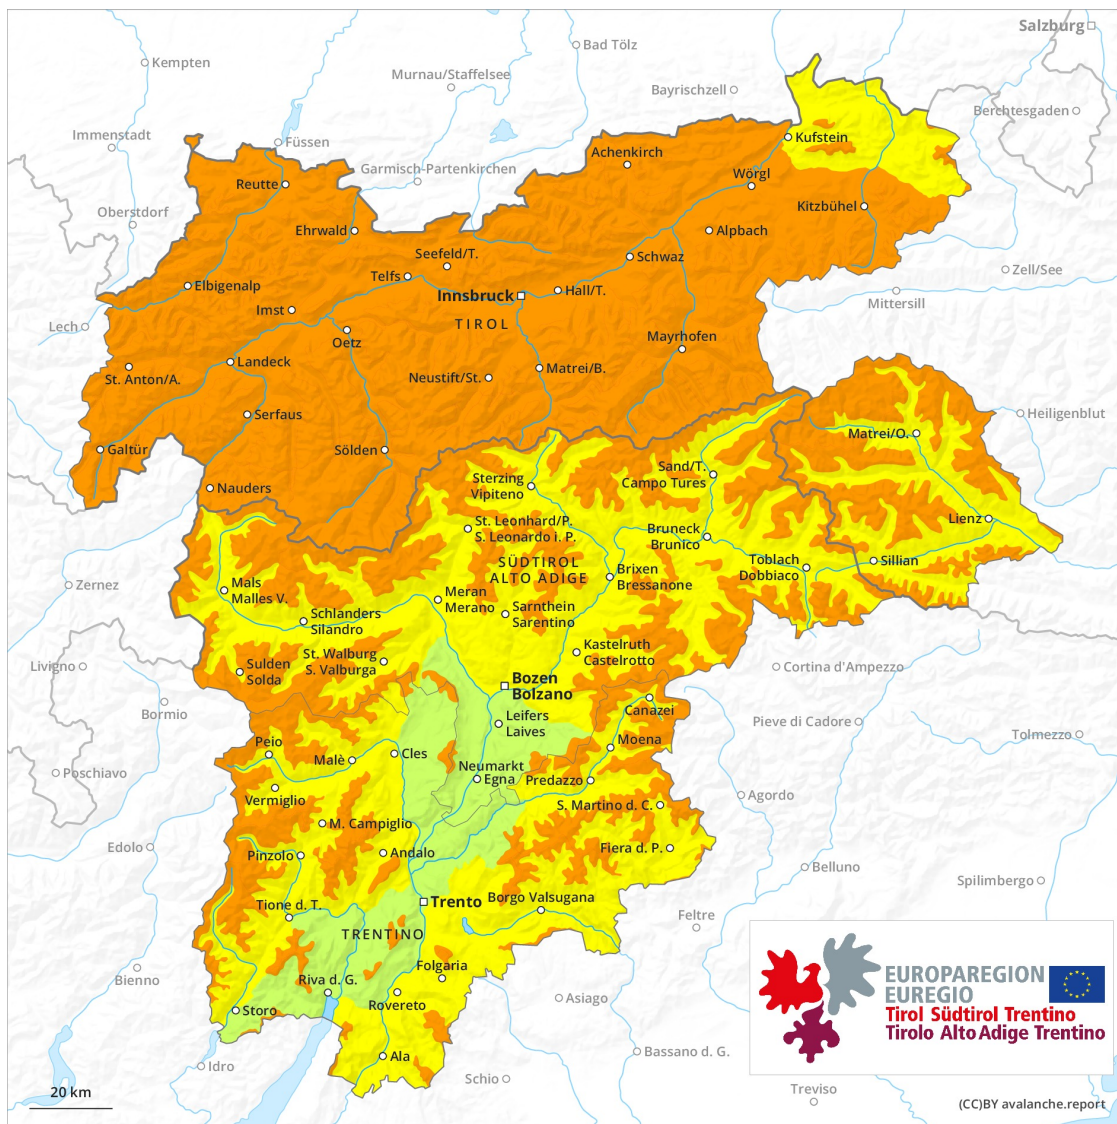 Salzburg
Bad Tölz
Kempten
Murnau/Staffelsee
Bayrischzell
Berchtesgaden
Immenstadt
Füssen
Kufstein
Achenkirch
Garmisch-Partenkirchen
Wörgl
Reutte
Oberstdorf
Kitzbühel
Ehrwald
Alpbach
Seefeld/T.
Schwaz
Telfs
Zell/See
Elbigenalp
Hall/T.
Innsbruck
Mittersill
Imst
TIROL
Lech
Oetz
Mayrhofen
Landeck
Matrei/B.
St. Anton/A.
Neustift/St.
Serfaus
Heiligenblut
Matrei/O.
Galtür
Sölden
Sand/T.
Campo Tures
Sterzing
Vipiteno
Nauders
St. Leonhard/P.
S. Leonardo i. P.
Lienz
Bruneck
Brunico
SÜDTIROL
ALTO ADIGE
Toblach
Dobbiaco
Sillian
Zernez
Mals
Malles V.
Brixen
Bressanone
Meran
Merano
Sarnthein
Sarentino
Schlanders
Silandro
Kastelruth
Castelrotto
St. Walburg
S. Valburga
Livigno
Sulden
Solda
Cortina d'Ampezzo
Bozen
Bolzano
Bormio
Canazei
Leifers
Laives
Pieve di Cadore
Tolmezzo
Peio
Moena
Cles
Malè
Poschiavo
Neumarkt
Egna
Predazzo
Vermiglio
Agordo
S. Martino d. C.
M. Campiglio
Edolo
Pinzolo
Andalo
Fiera d. P.
Belluno
Spilimbergo
Trento
Borgo Valsugana
Tione d. T.
Feltre
TRENTINO
Folgaria
Bienno
Riva d. G.
EUROPAREGION
EUREGIO
Tirol Südtirol Trentino
Tirolo Alto Adige Trentino
Asiago
Rovereto
Storo
Ala
Bassano d. G.
Idro
Schio
Treviso
20 km
(CC)BY avalanche.report